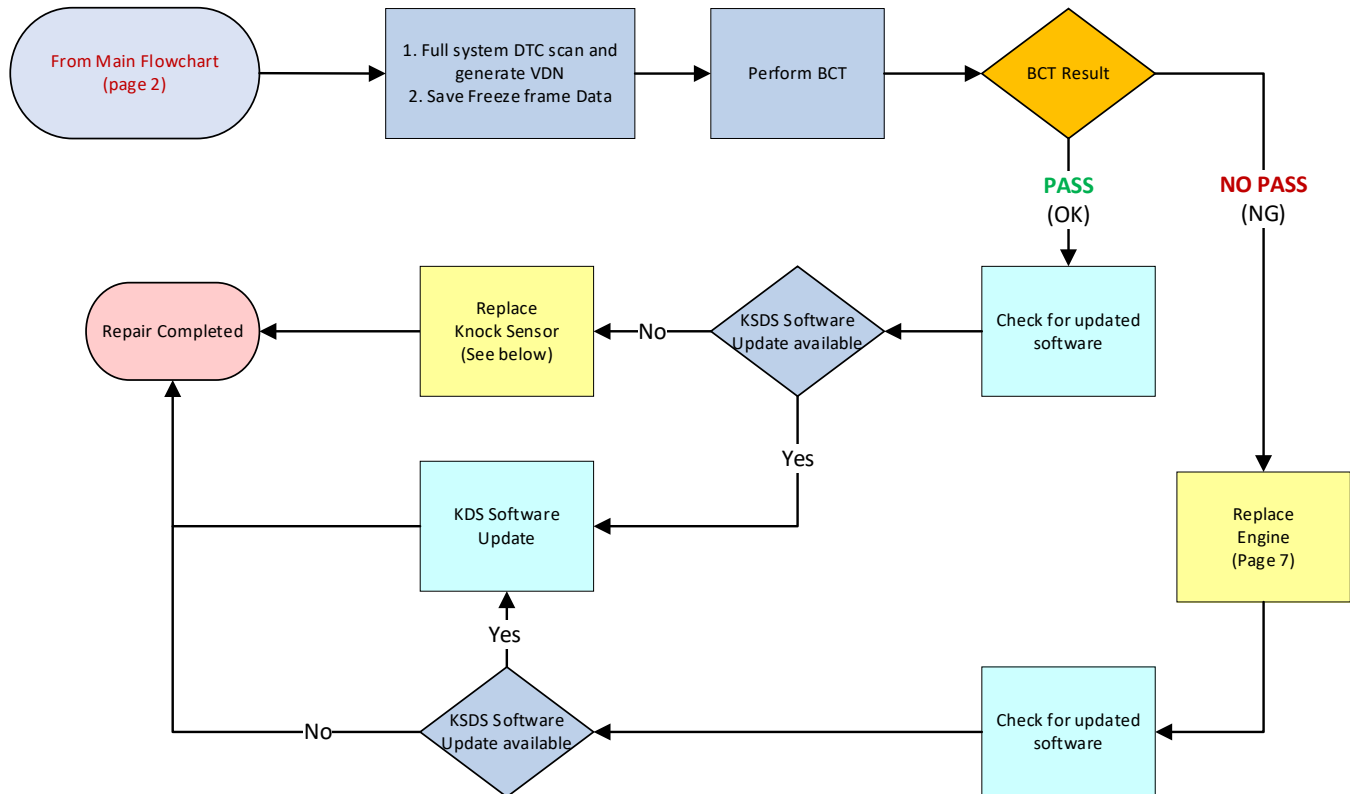 From Main Flowchart
(page 2)
1. Full system DTC scan and
generate VDN
2. Save Freeze frame Data
Perform BCT
BCT Result
PASS
(OK)
NO PASS
(NG)
Repair Completed
Replace
Knock Sensor
(See below)
No
KSDS Software
Update available
Check for updated
software
Yes
KDS Software
Update
Replace
Engine
(Page 7)
Yes
No
KSDS Software
Update available
Check for updated
software